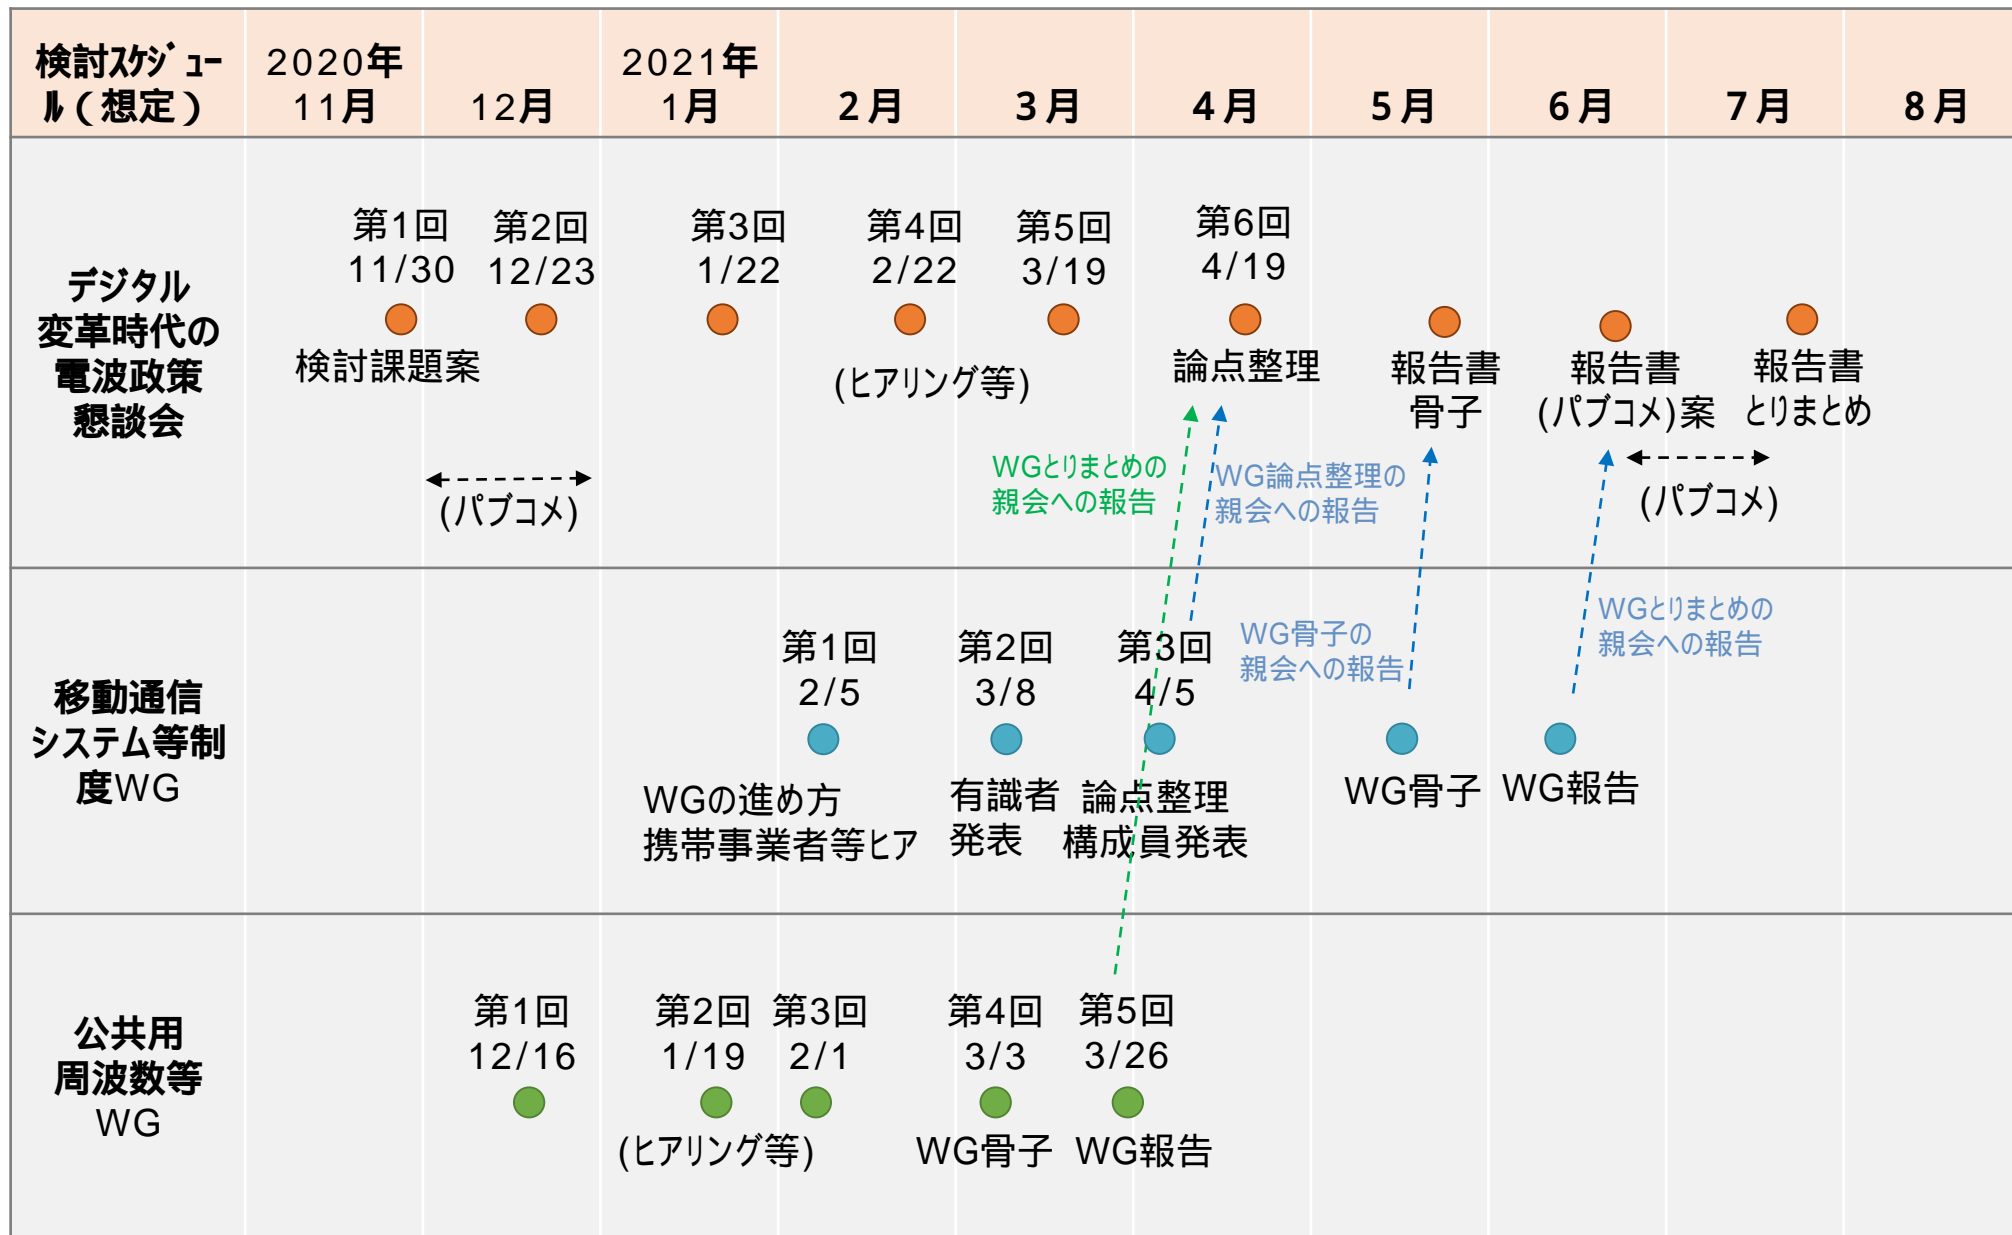 検討スケジュー
ル(想定)
2020年
11月
12月
2021年
1月
2月
3月
4月
5月
6月
7月
8月
デジタル
変革時代の
電波政策
懇談会
第1回
11/30
検討課題案
第2回
12/23
(パブコメ)
第3回
1/22
第4回
2/22
(ヒアリング等)
第5回
3/19
第6回
4/19
論点整理
報告書
骨子
報告書
(パブコメ)案
報告書
とりまとめ
(パブコメ)
WGとりまとめの
親会への報告
WG論点整理の
親会への報告
移動通信
システム等制
度WG
第1回
2/5
WGの進め方
携帯事業者等ヒア
第2回
3/8
有識者
発表
第3回
4/5
論点整理
構成員発表
WG骨子の
親会への報告
WG骨子
WGとりまとめの
親会への報告
WG報告
公共用
周波数等
WG
第1回
12/16
第2回
1/19
第3回
2/1
(ヒアリング等)
第4回
3/3
WG骨子
第5回
3/26
WG報告